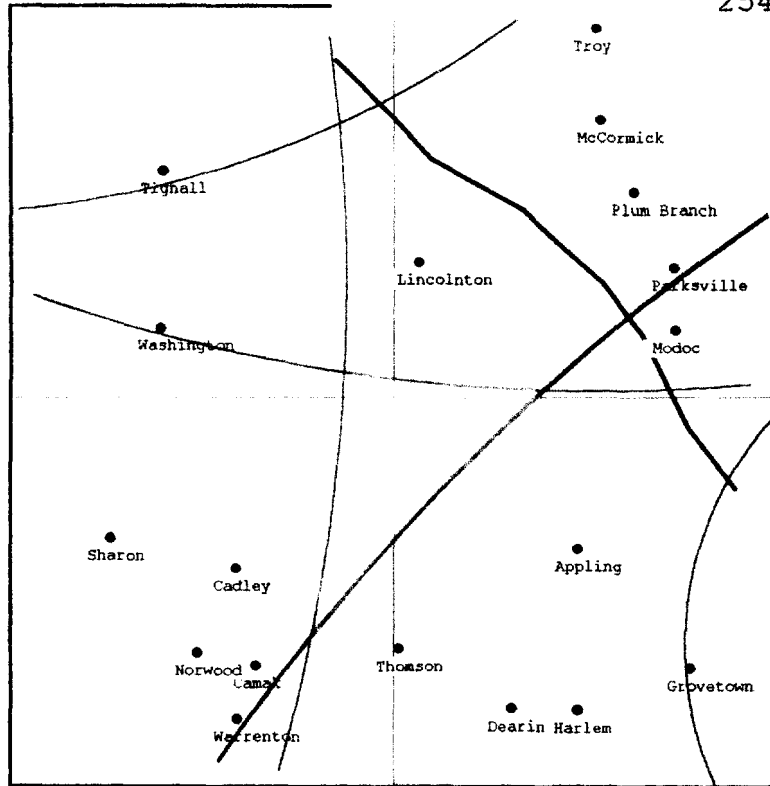 254
Troy
McCormick
Tighall
Plum Branch
Lincolnton
Parksville
Washington
Modoc
Sharon
Appling
Cadley
Norwood
Camak
Thomson
Grovetown
Dearin Harlem
Warrenton